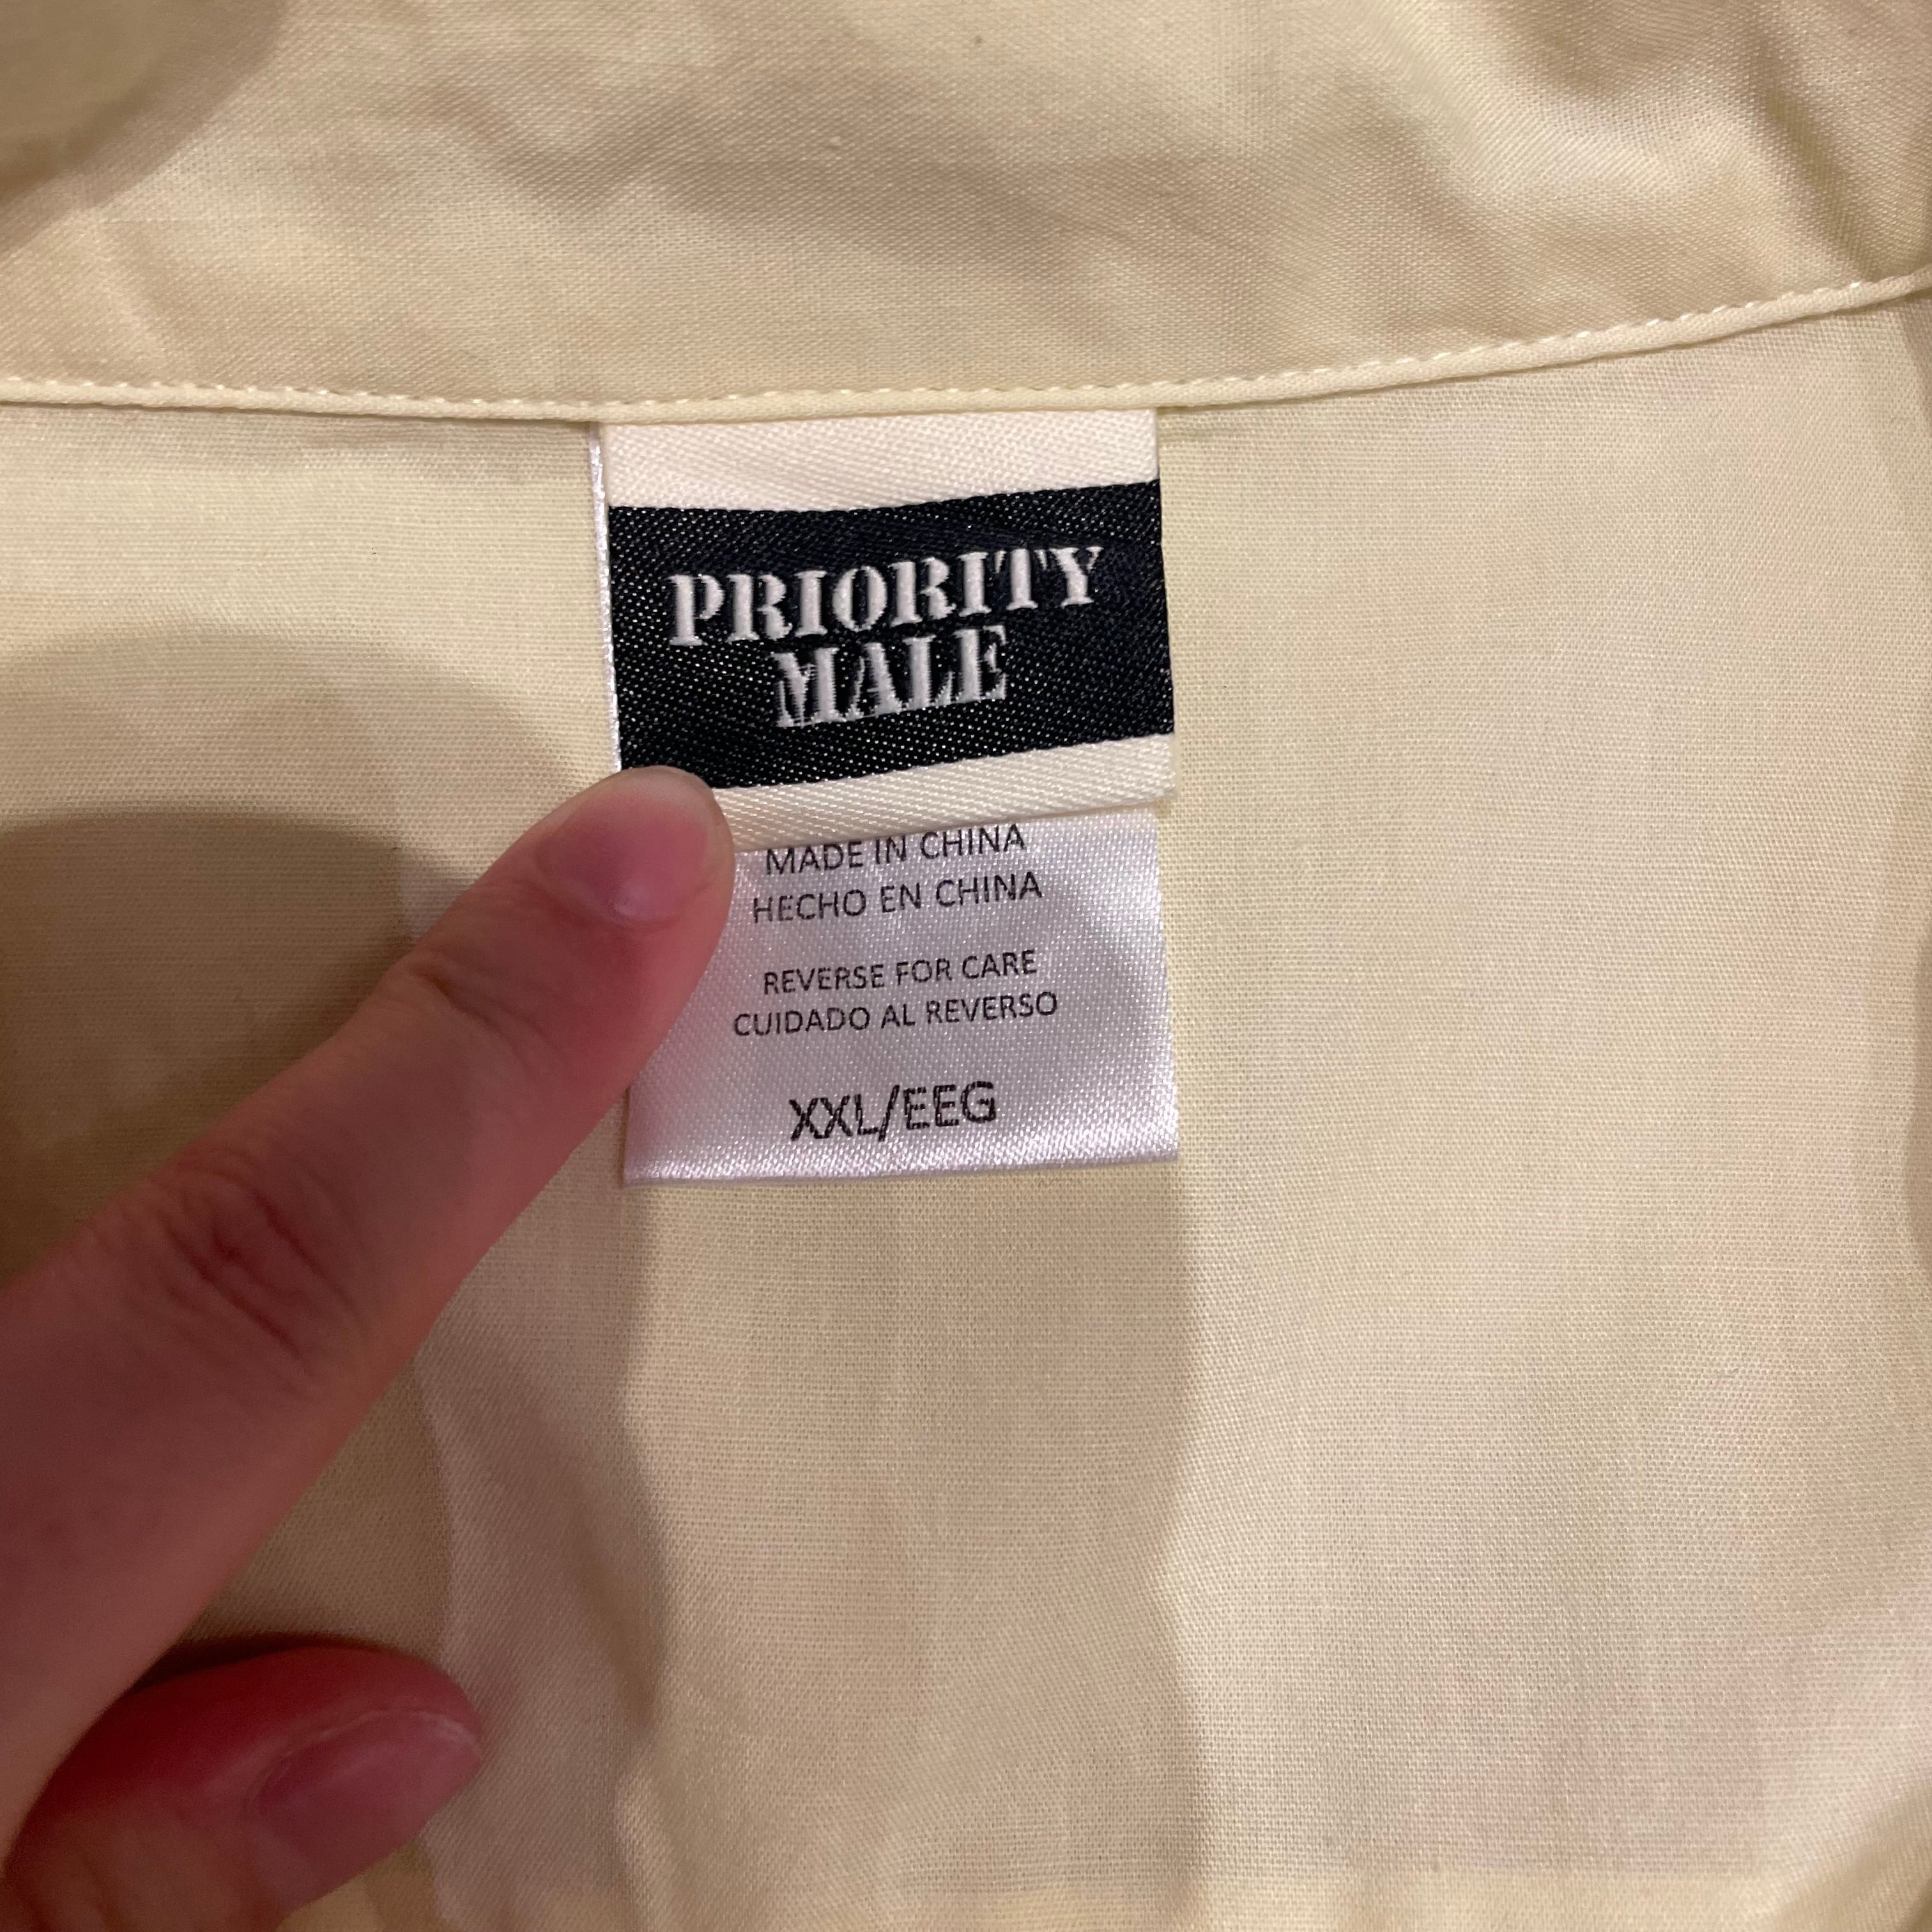 PRIORITY
MALE
MADE IN CHINA
HECHO EN CHINA
REVERSE FOR CARE
CUIDADO AL REVERSO
XXL/EEG